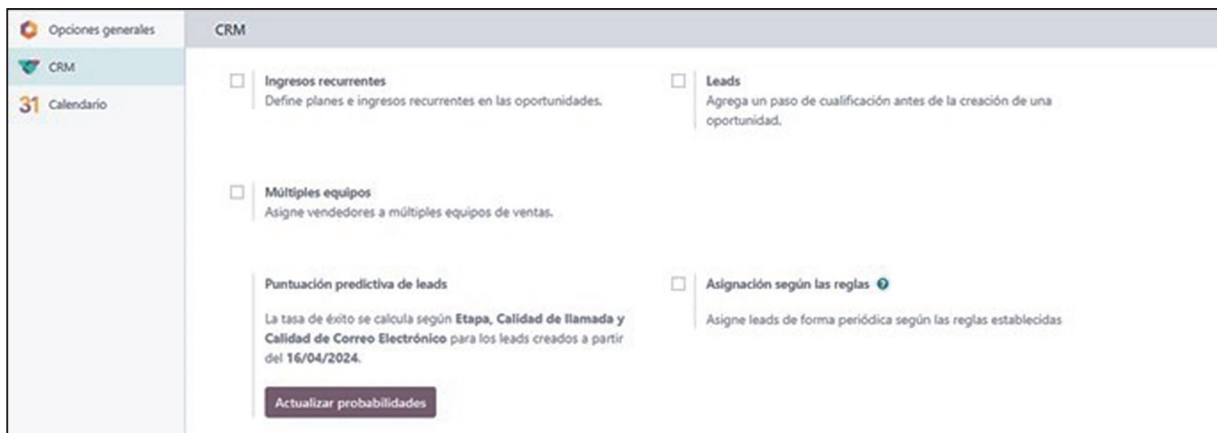 Opciones generales
CRM
31 Calendario
CRM
Ingresos recurrentes
Define planes e ingresos recurrentes en las oportunidades.
Leads
Agrega un paso de cualificación antes de la creación de una
oportunidad.
Múltiples equipos
Asigne vendedores a múltiples equipos de ventas.
Puntuación predictiva de leads
La tasa de éxito se calcula según Etapa, Calidad de llamada y
Calidad de Correo Electrónico para los leads creados a partir
del 16/04/2024.
Actualizar probabilidades
Asignación según las reglas ?
Asigne leads de forma periódica según las reglas establecidas